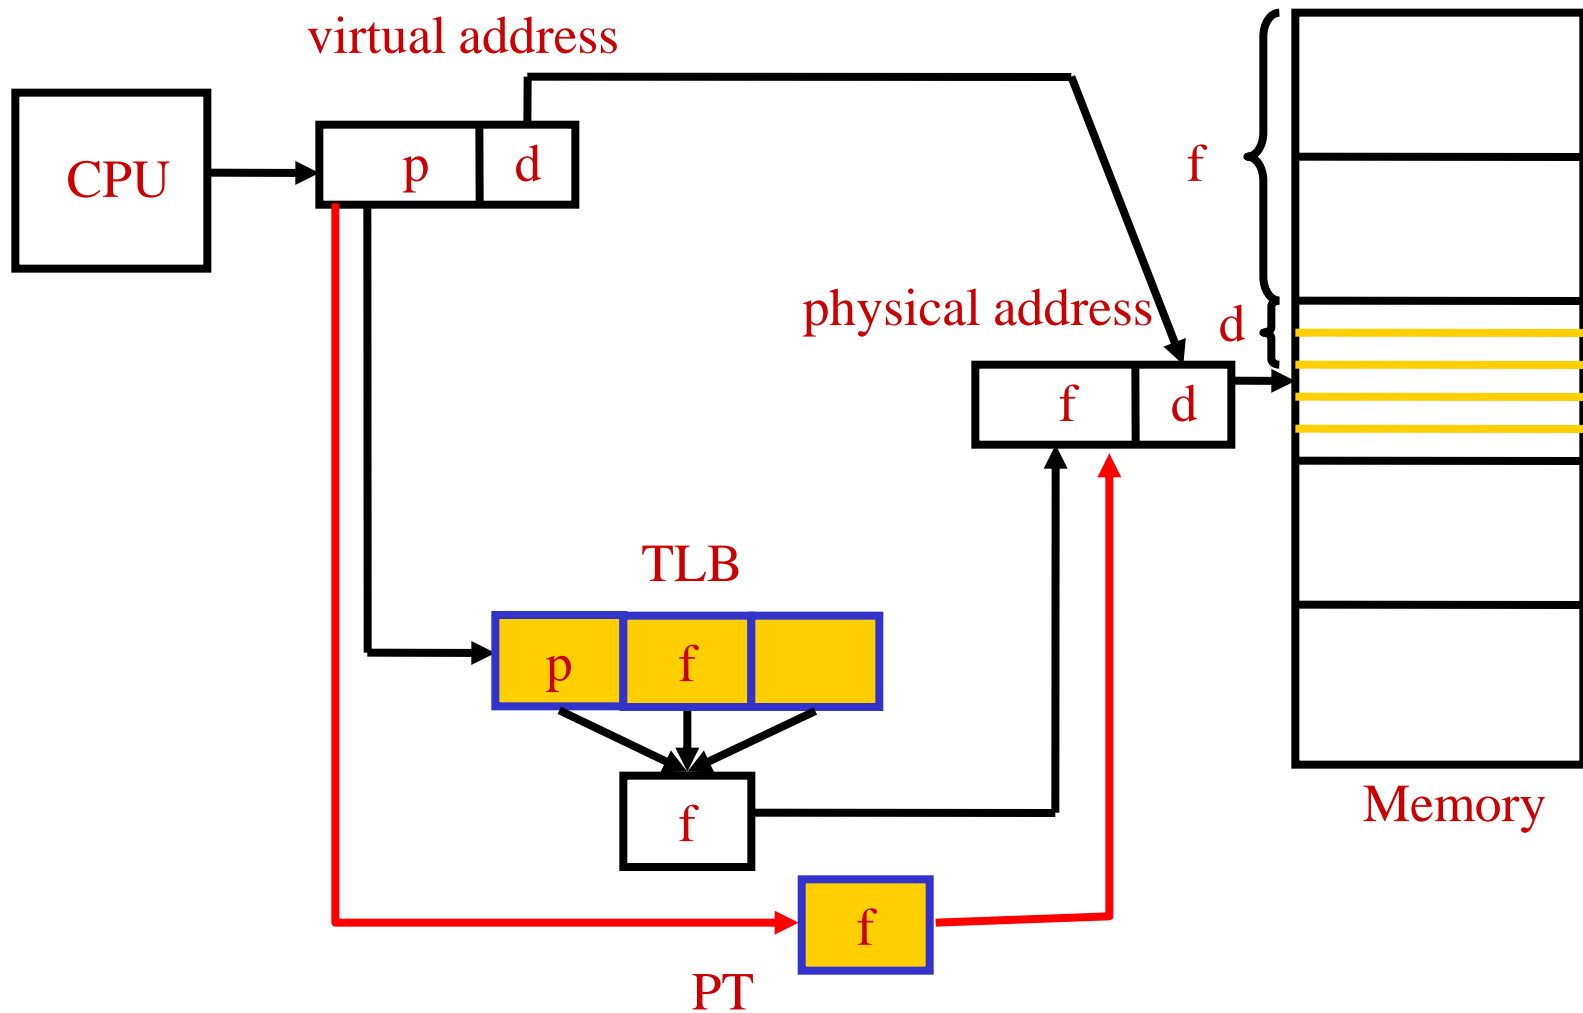 virtual address
CPU
p
d
f
physical address
d
f
d
TLB
p
f
f
Memory
f
PT